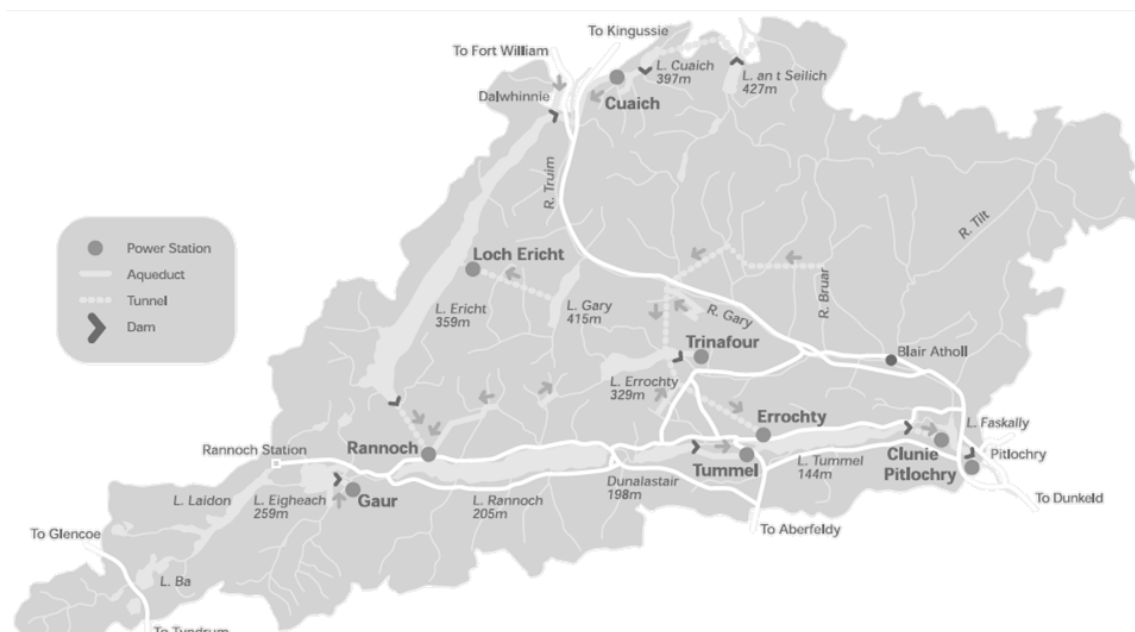 To Kingussie
To Fort William
L. Cuaich
397m
L. an t Seilich
427m
Dalwhinnie
Cuaich
R. Truim
R. Tilt
Power Station
Aqueduct
Tunnel
Dam
Loch Ericht
R. Bruar
L. Ericht
359m
L. Gary
415m
R. Gary
Trinafour
Blair Atholl
L. Errochty
329m
Errochty
L. Faskally
Rannoch Station
Rannoch
Tummel
Clunie
Pitlochry
Pitlochry
L. Tummel
144m
Dunalastair
198m
L. Laidon
L. Eigheach
259m
Gaur
L. Rannoch
205m
To Dunkeld
To Aberfeldy
To Glencoe
L. Ba
To Tyndrum